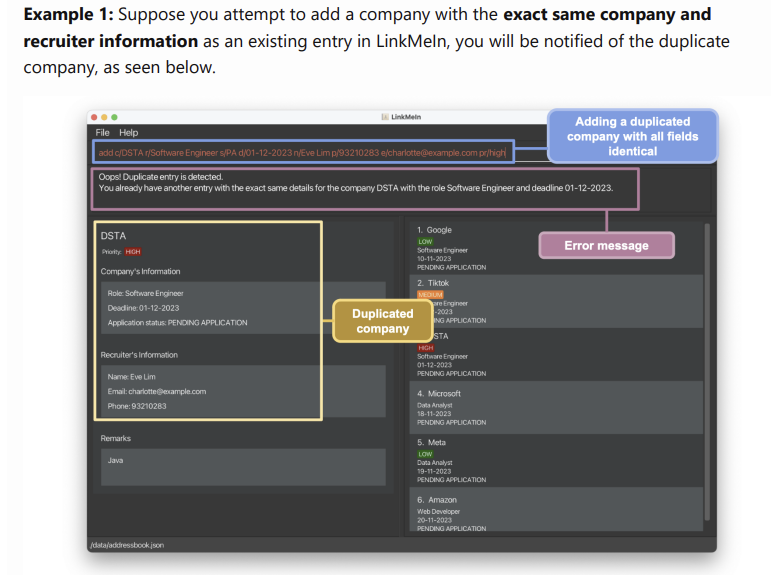 Example 1: Suppose you attempt to add a company with the exact same company and
recruiter information as an existing entry in LinkMeIn, you will be notified of the duplicate
company, as seen below.
LinkMeIn
File Help
Adding a duplicated
company with all fields
identical
add c/DSTA r/Software Engineer s/PA d/01-12-2023 n/Eve Lim p/93210283 e/charlotte@example.com pr/high
Oops! Duplicate entry is detected.
You already have another entry with the exact same details for the company DSTA with the role Software Engineer and deadline 01-12-2023.
Error message
DSTA
Priority: HIGH
Company's Information
Role: Software Engineer
Deadline: 01-12-2023
Application status: PENDING APPLICATION
Duplicated
company
Recruiter's Information
Name: Eve Lim
Email: charlotte@example.com
Phone: 93210283
Remarks
Java
1. Google
LOW
Software Engineer
10-11-2023
PENDING APPLICATION
2. Tiktok
MEDIUM
are Engineer
-2023
NG APPLICATION
STA
HIGH
Software Engineer
01-12-2023
PENDING APPLICATION
4. Microsoft
Data Analyst
18-11-2023
PENDING APPLICATION
5. Meta
LOW
Data Analyst
19-11-2023
PENDING APPLICATION
6. Amazon
Web Developer
20-11-2023
PENDING APPLICATION
/data/addressbook.json